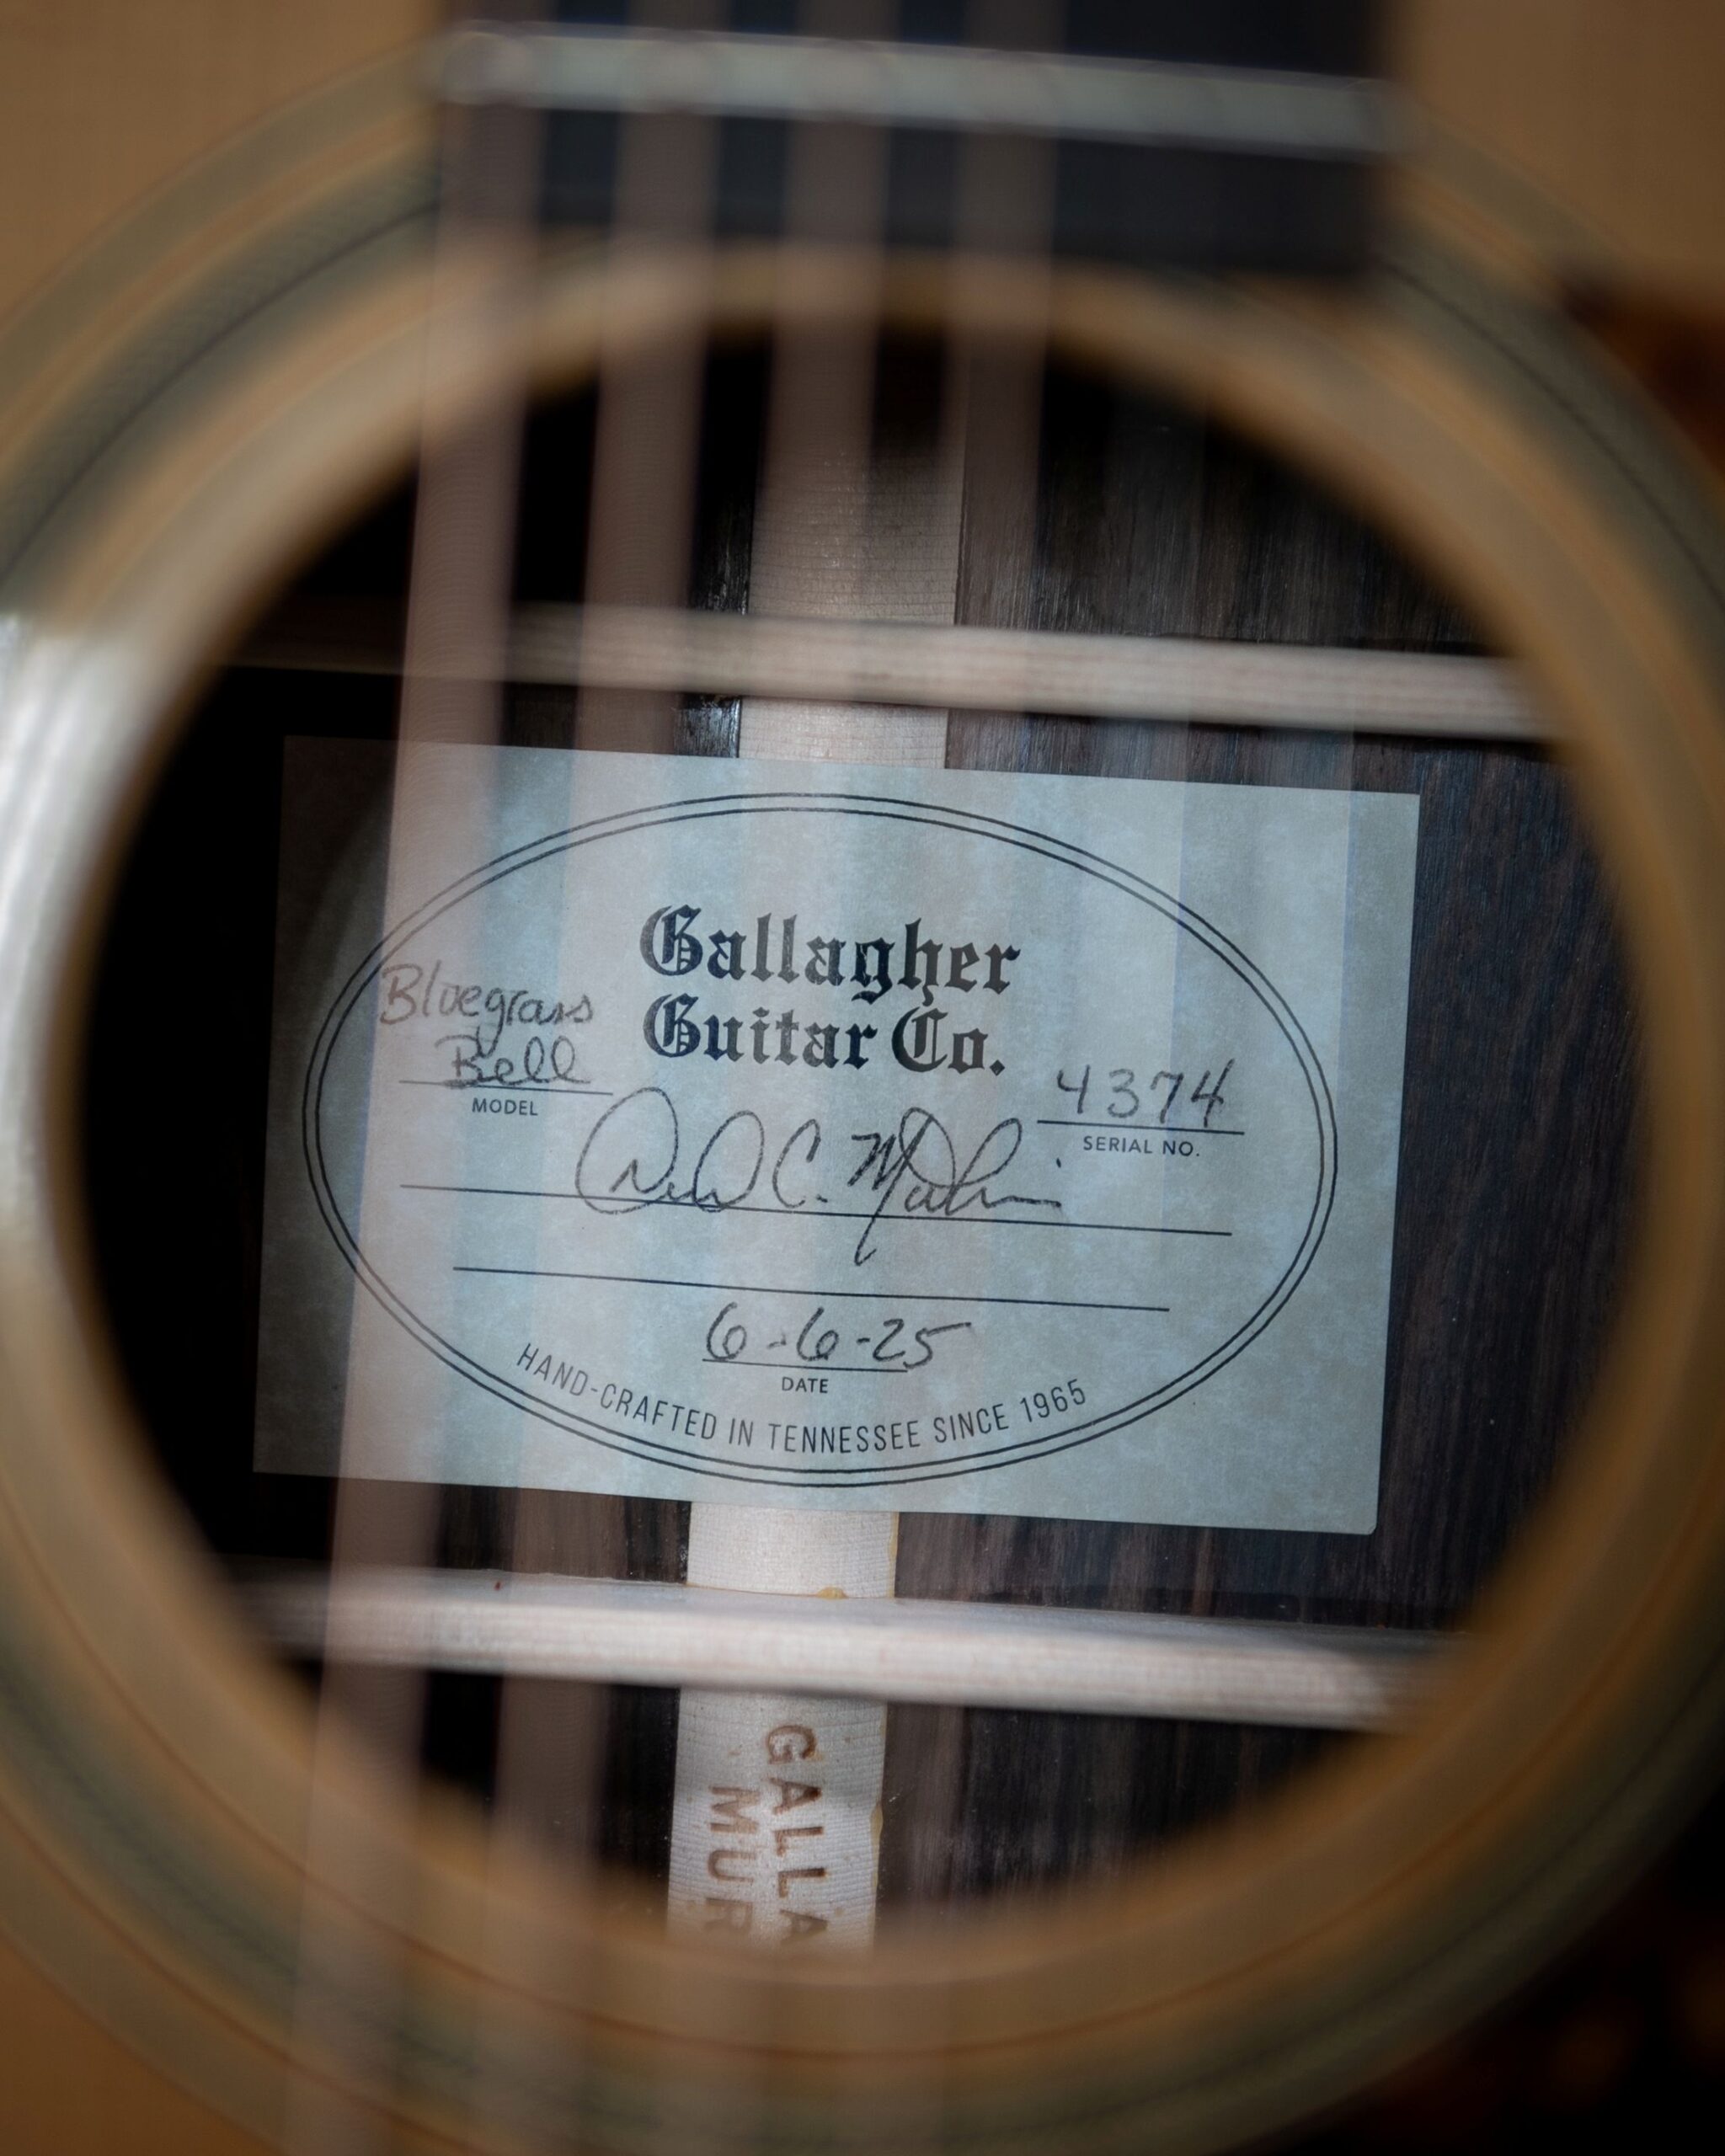 Gallagher
Guitar Co.
Bluegrass
Bell
MODEL
4374
SERIAL NO.
C.
6-6-25
DATE
HAND-CRAFTED IN TENNESSEE SINCE 1965
GALLA
MUR